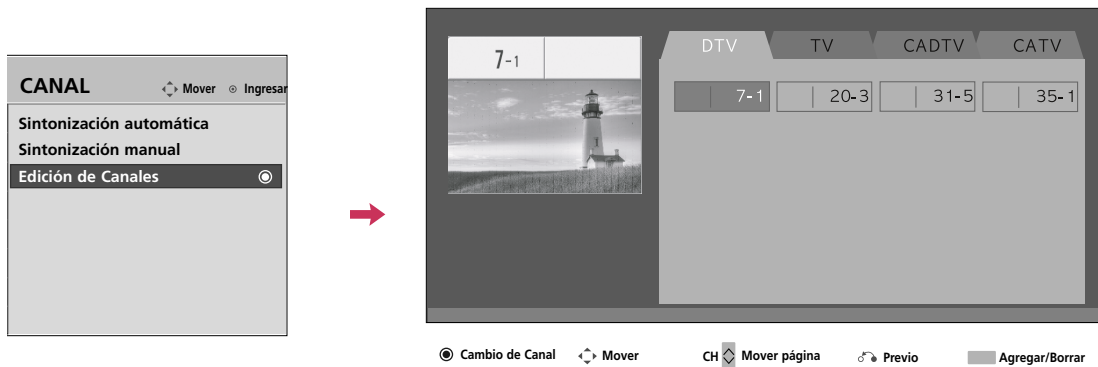 CANAL Mover Ingresar
Sintonización automática
Sintonización manual
Edición de Canales
7-1
DTV TV CADTV CATV
7-1 20-3 31-5 35-1
Cambio de Canal Mover CH Mover página Previo Agregar/Borrar